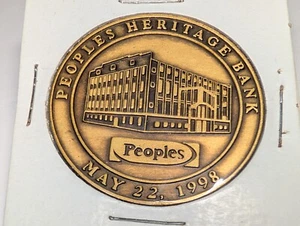 PEOPLES HERITAGE BANK
Peoples
MAY 22, 1998